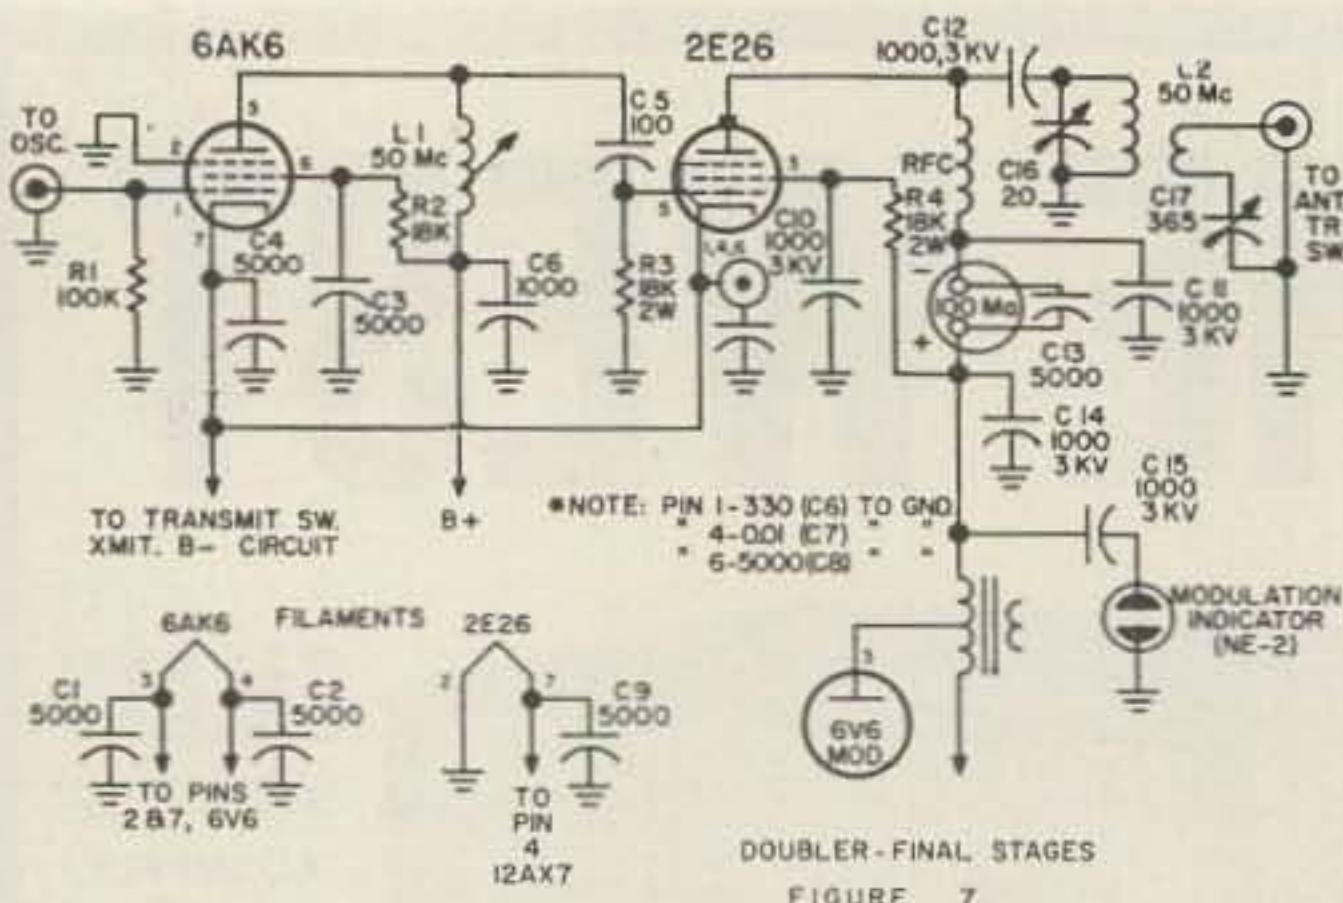 6AK6
2E26
C12
1000, 3KV
L2
50 Mc
TO
OSC.
5
2
6
1
7
L1
50 Mc
R2
18K
C5
100
5
3
1,4,6
RFC
C16
20
C17
365
TO
ANT
TR
SW.
R1
100K
C4
5000
C3
5000
C6
1000
R3
18K
2W
C10
1000
3KV
R4
18K
2W
-
100 Ma
+
C11
1000
3KV
C13
5000
C14
1000
3KV
TO TRANSMIT SW.
XMIT. B- CIRCUIT
B+
*NOTE: PIN 1-330 (C6) TO GND.
" 4-0.01 (C7) " "
" 6-5000 (C8) " "
C15
1000
3KV
MODULATION
INDICATOR
(NE-2)
FILAMENTS
6AK6
2E26
3
4
2
7
C1
5000
C2
5000
C9
5000
TO PINS
2&7, 6V6
TO
PIN
4
12AX7
3
6V6
MOD.
DOUBLER-FINAL STAGES
FIGURE 7